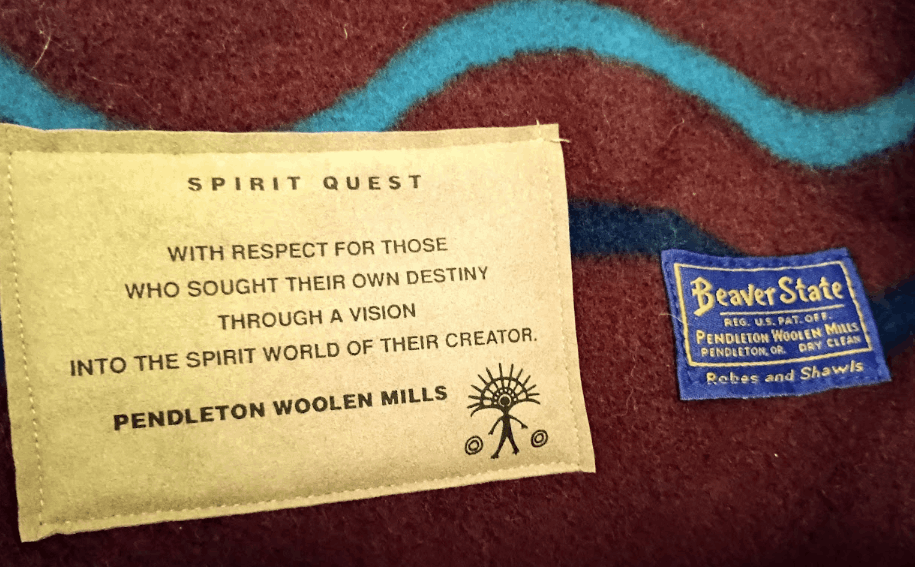 SPIRIT QUEST
WITH RESPECT FOR THOSE
WHO SOUGHT THEIR OWN DESTINY
THROUGH A VISION
INTO THE SPIRIT WORLD OF THEIR CREATOR.
PENDLETON WOOLEN MILLS
Beaver State
REG. U.S. PAT. OFF.
PENDLETON WOOLEN MILLS
PENDLETON, OR. DRY CLEAN
Robes and Shawls